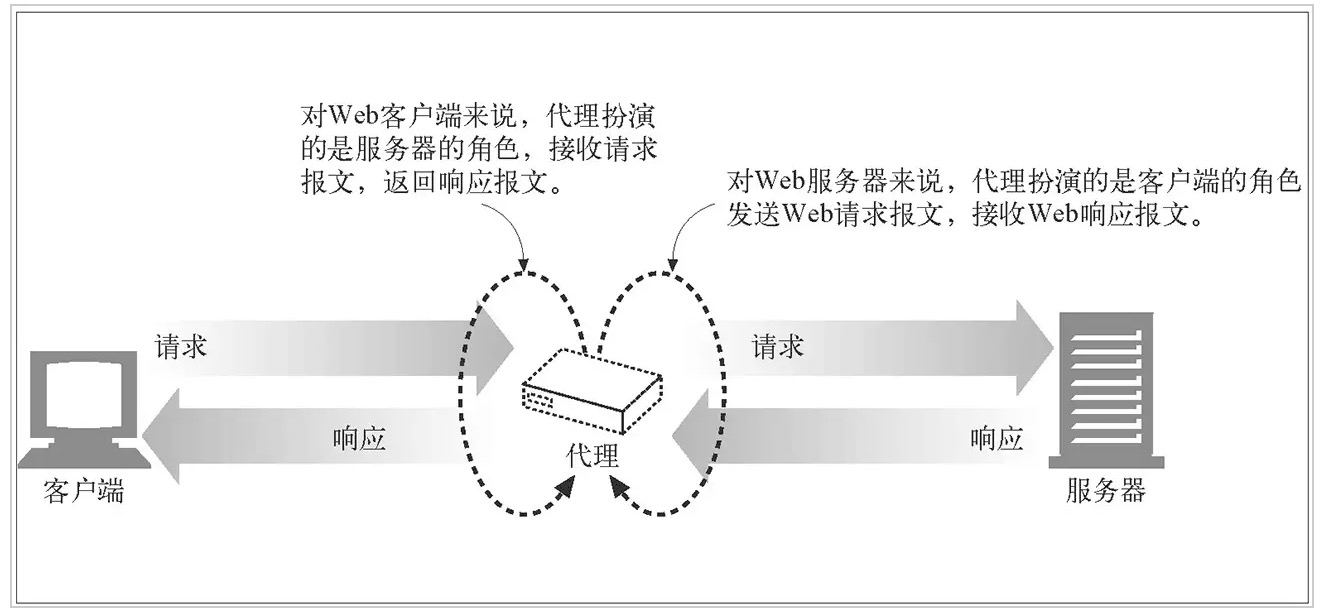 对Web客户端来说，代理扮演
的是服务器的角色，接收请求
报文，返回响应报文。
对Web服务器来说，代理扮演的是客户端的角色
发送Web请求报文，接收Web响应报文。
请求
请求
响应
响应
代理
客户端
服务器